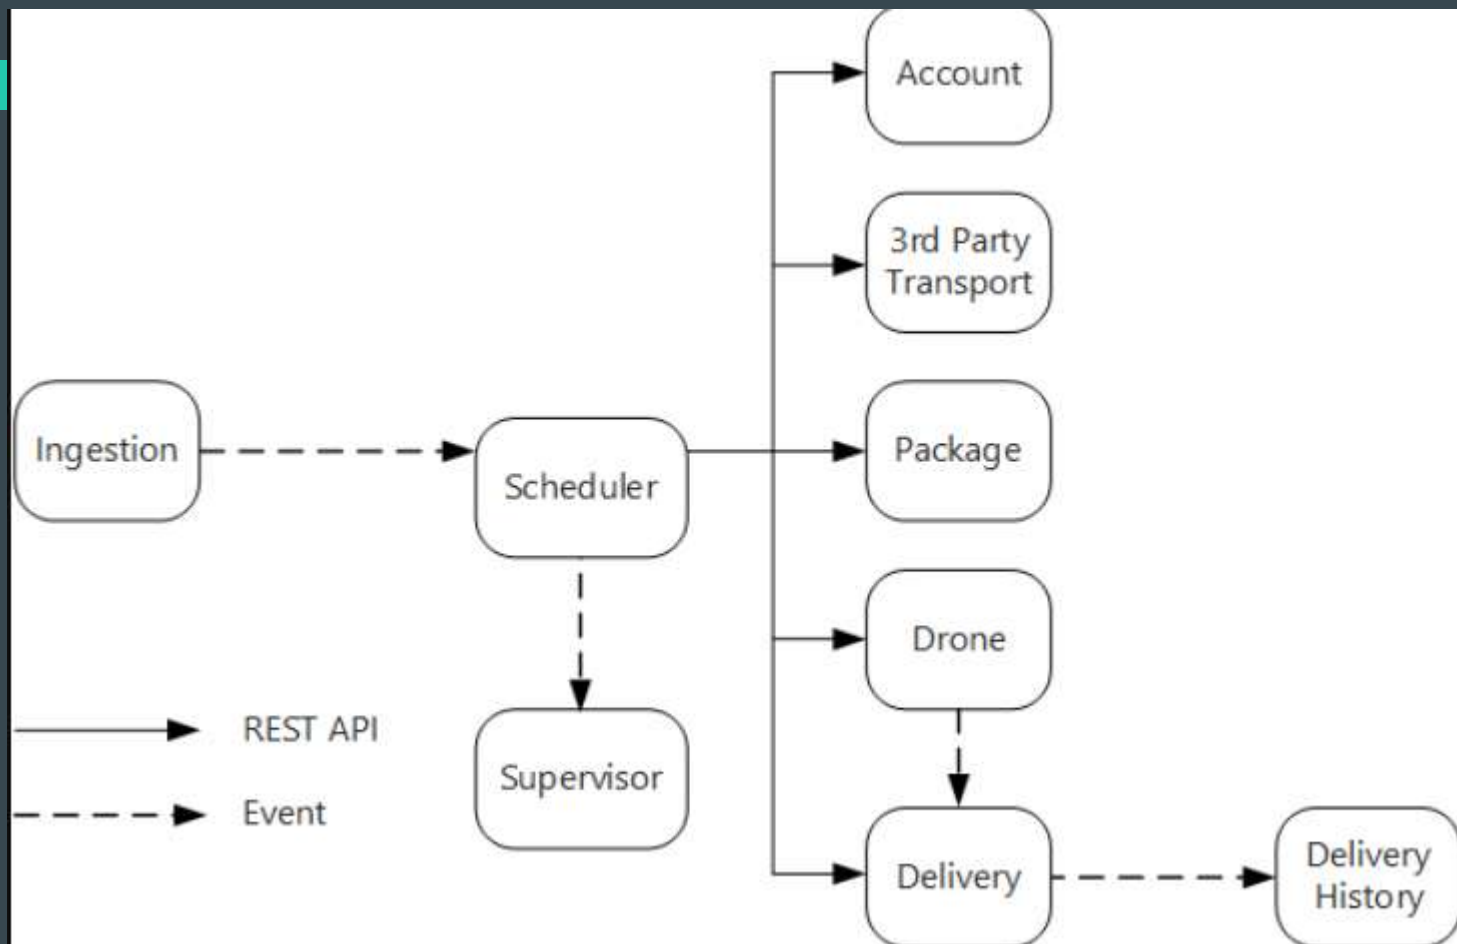 Account
3rd Party
Transport
Ingestion
Scheduler
Package
Drone
REST API
Supervisor
Event
Delivery
Delivery
History